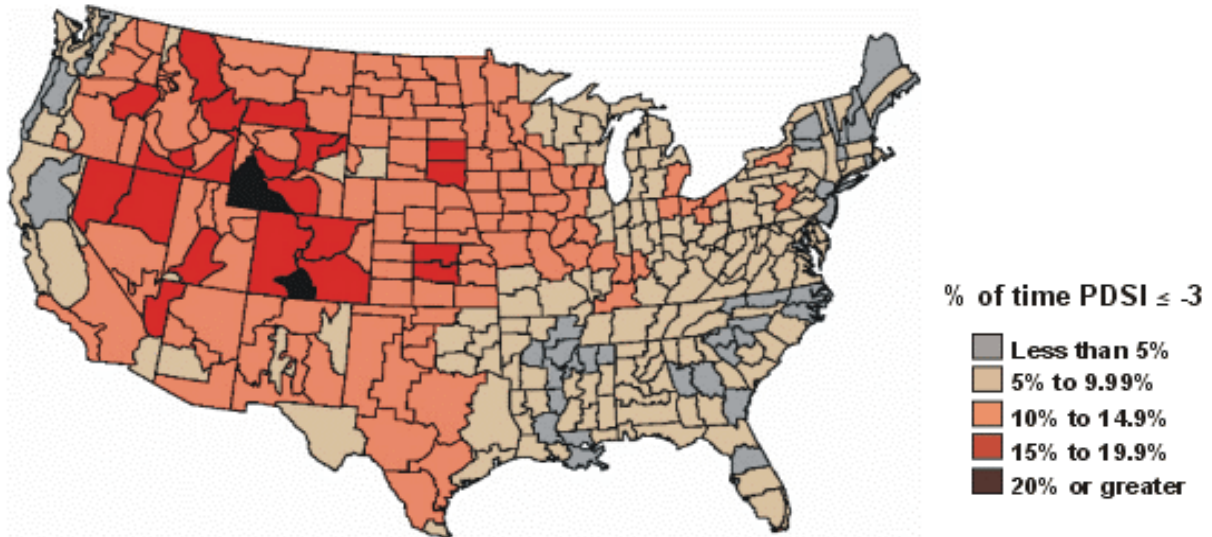 % of time PDSI ≤ -3
Less than 5%
5% to 9.99%
10% to 14.9%
15% to 19.9%
20% or greater